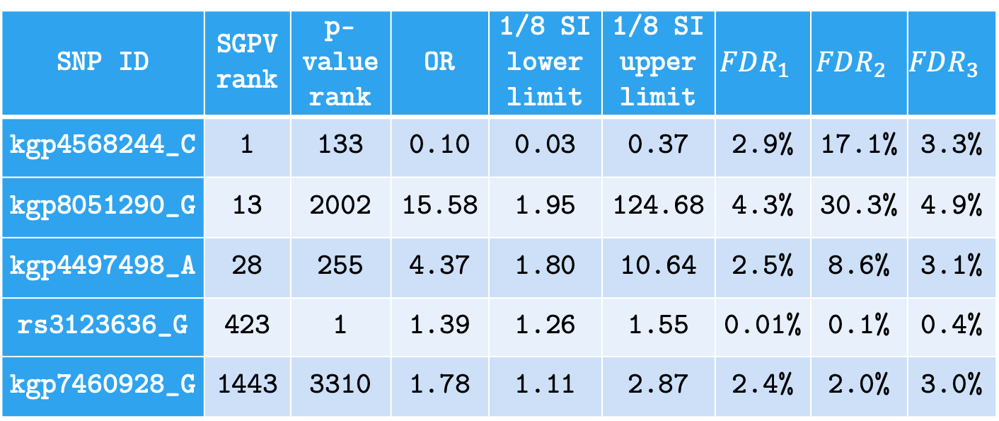 SNP ID SGPV rank p-value rank OR 1/8 SI lower limit 1/8 SI upper limit FDR₁ FDR₂ FDR₃
kgp4568244_C 1 133 0.10 0.03 0.37 2.9% 17.1% 3.3%
kgp8051290_G 13 2002 15.58 1.95 124.68 4.3% 30.3% 4.9%
kgp4497498_A 28 255 4.37 1.80 10.64 2.5% 8.6% 3.1%
rs3123636_G 423 1 1.39 1.26 1.55 0.01% 0.1% 0.4%
kgp7460928_G 1443 3310 1.78 1.11 2.87 2.4% 2.0% 3.0%